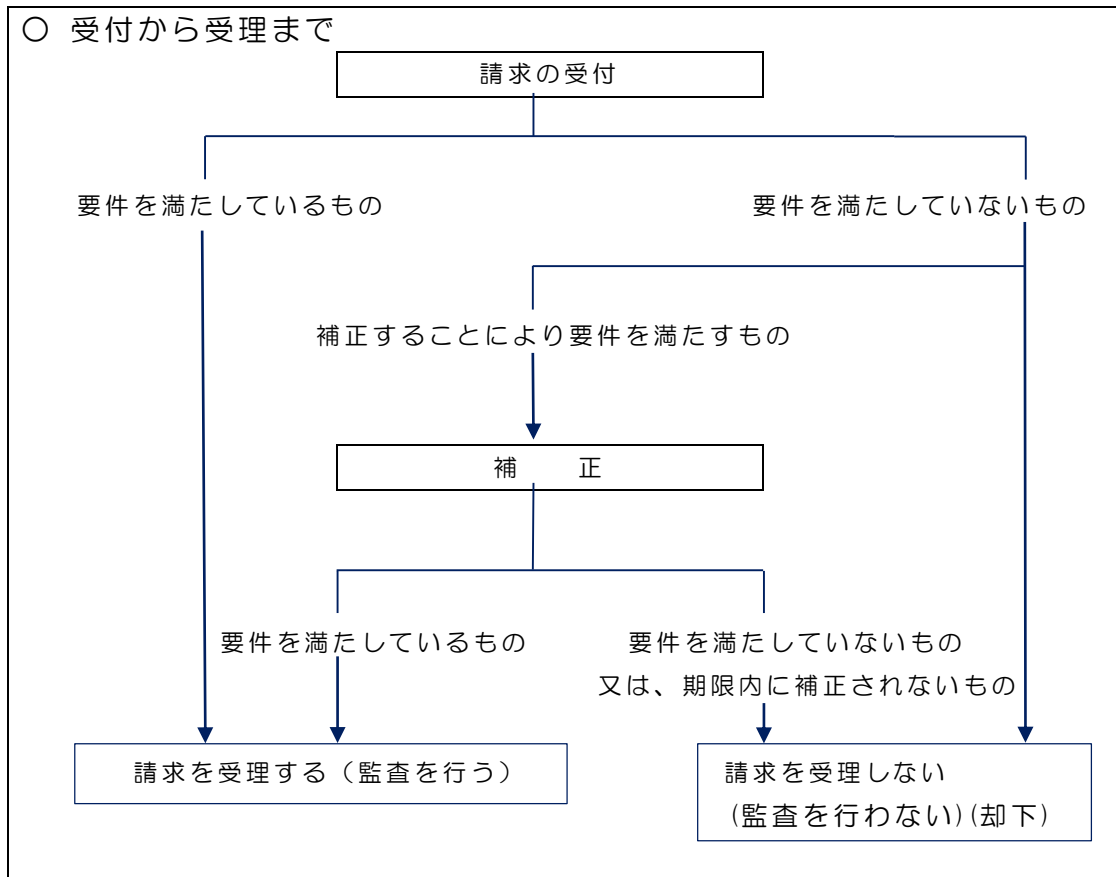 ○ 受付から受理まで
請求の受付
要件を満たしているもの
要件を満たしていないもの
補正することにより要件を満たすもの
補　　正
要件を満たしているもの
要件を満たしていないもの
又は、期限内に補正されないもの
請求を受理する（監査を行う）
請求を受理しない
(監査を行わない)(却下)